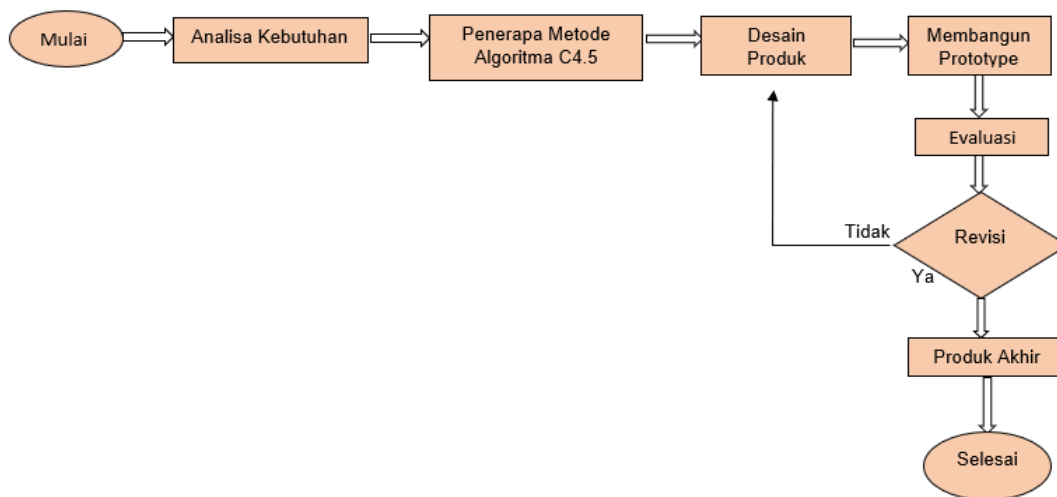 Mulai
Analisa Kebutuhan
Penerapa Metode
Algoritma C4.5
Desain
Produk
Membangun
Prototype
Evaluasi
Revisi
Tidak
Ya
Produk Akhir
Selesai